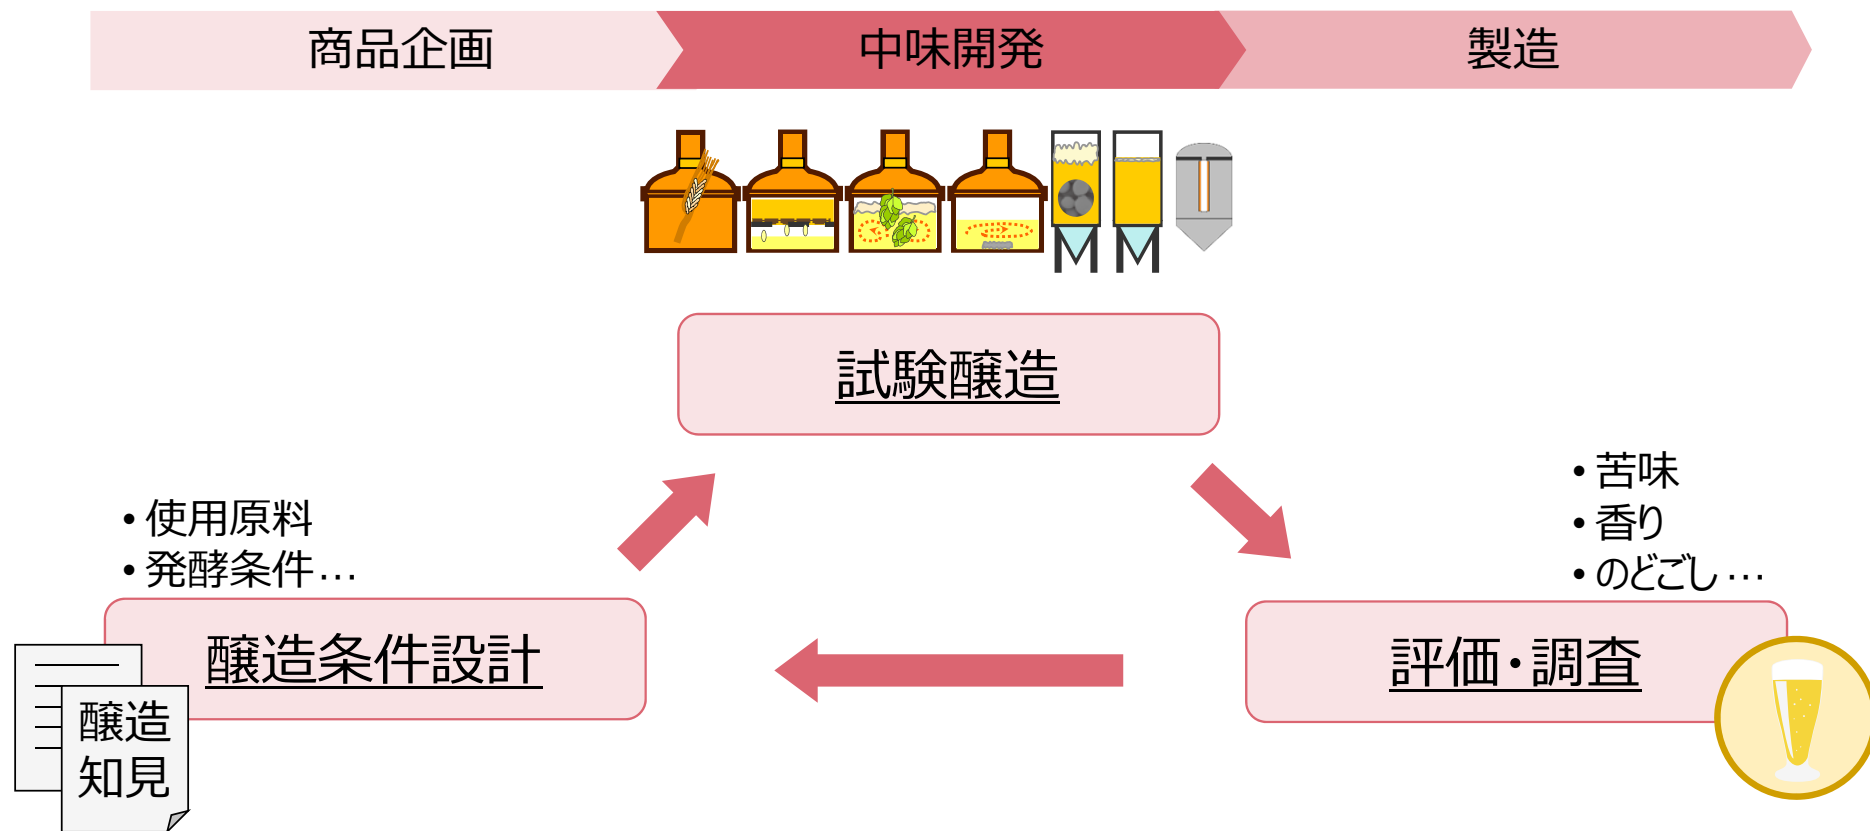 商品企画
中味開発
製造
試験醸造
• 苦味
• 香り
• のどごし…
• 使用原料
• 発酵条件…
醸造条件設計
評価・調査
醸造
知見